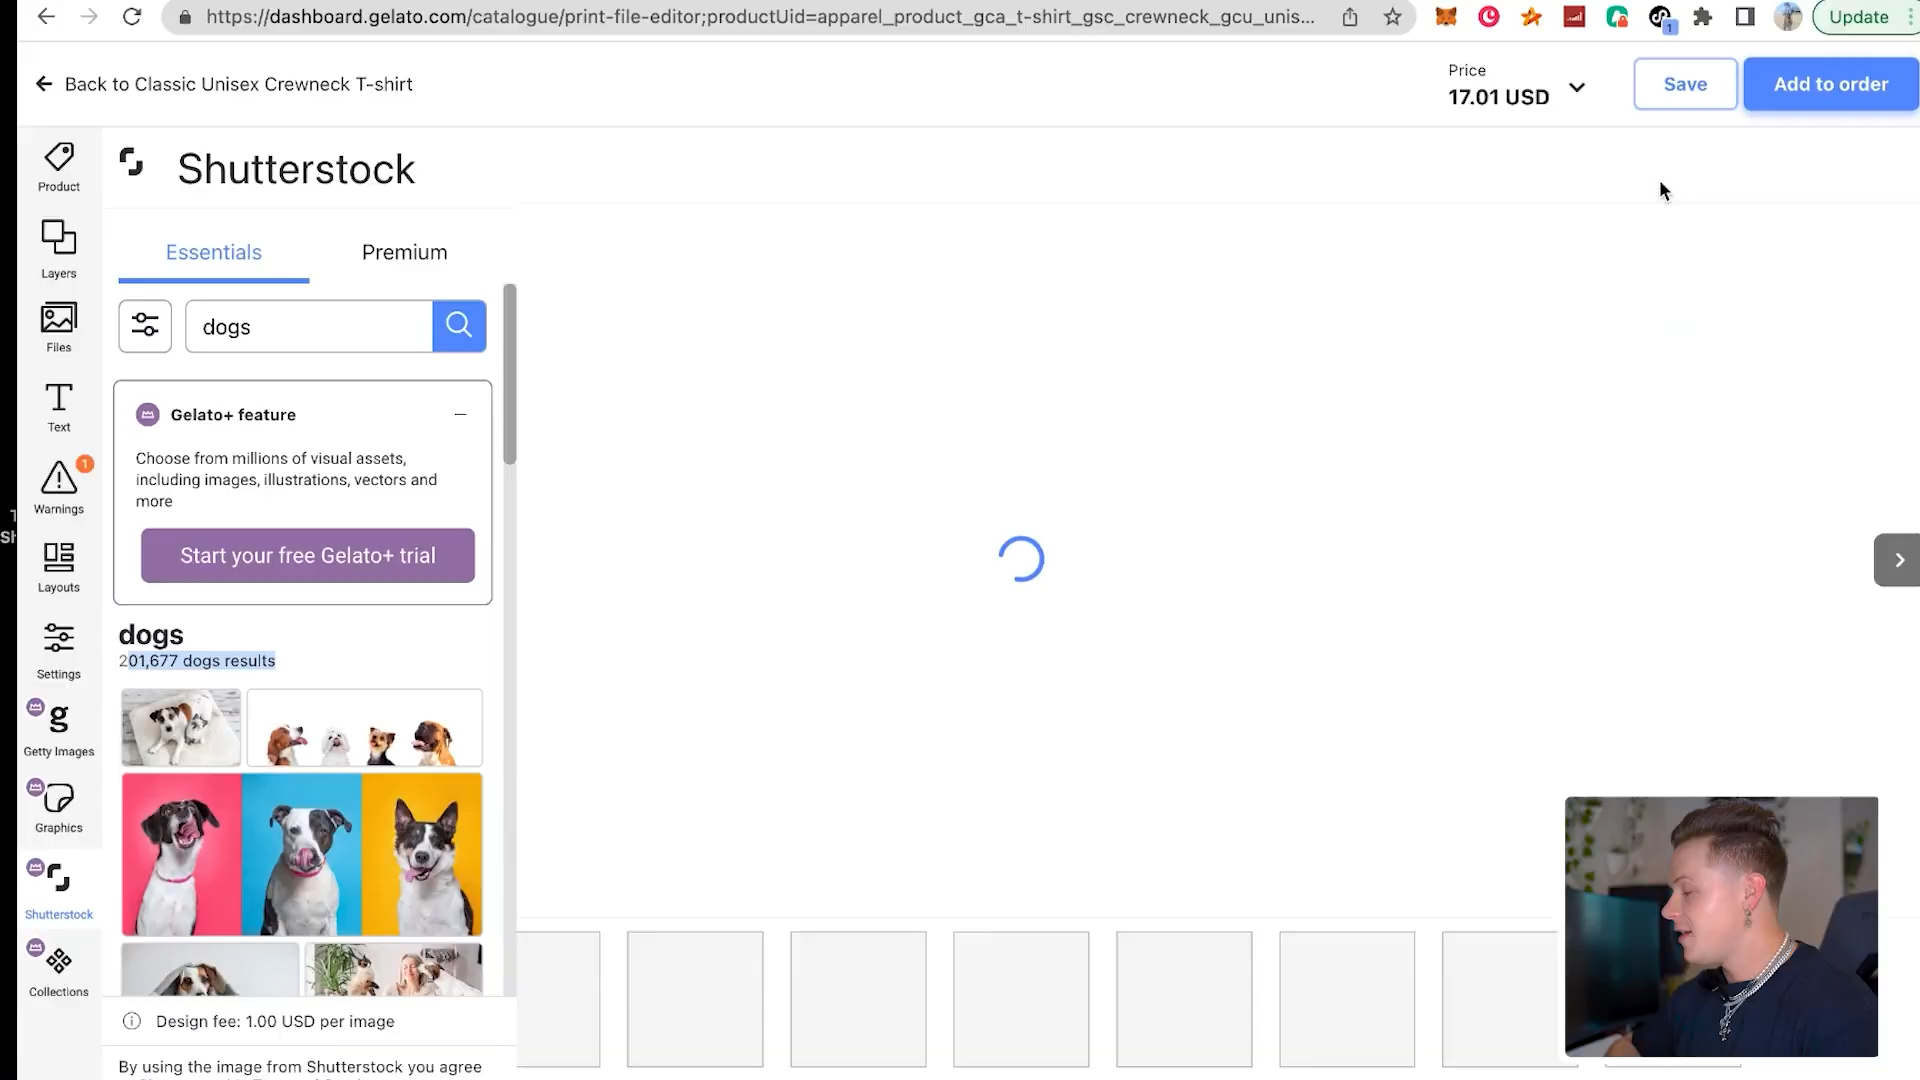 https://dashboard.gelato.com/catalogue/print-file-editor;productUid=apparel_product_gca_t-shirt_gsc_crewneck_gcu_unis...
1
Update
Back to Classic Unisex Crewneck T-shirt
Price
17.01 USD
Save
Add to order
Product
Layers
Files
Text
1
Warnings
Layouts
Settings
g
Getty Images
Graphics
Shutterstock
Collections
Shutterstock
Essentials
Premium
dogs
Gelato+ feature
Choose from millions of visual assets,
including images, illustrations, vectors and
more
Start your free Gelato+ trial
dogs
201,677 dogs results
Design fee: 1.00 USD per image
By using the image from Shutterstock you agree